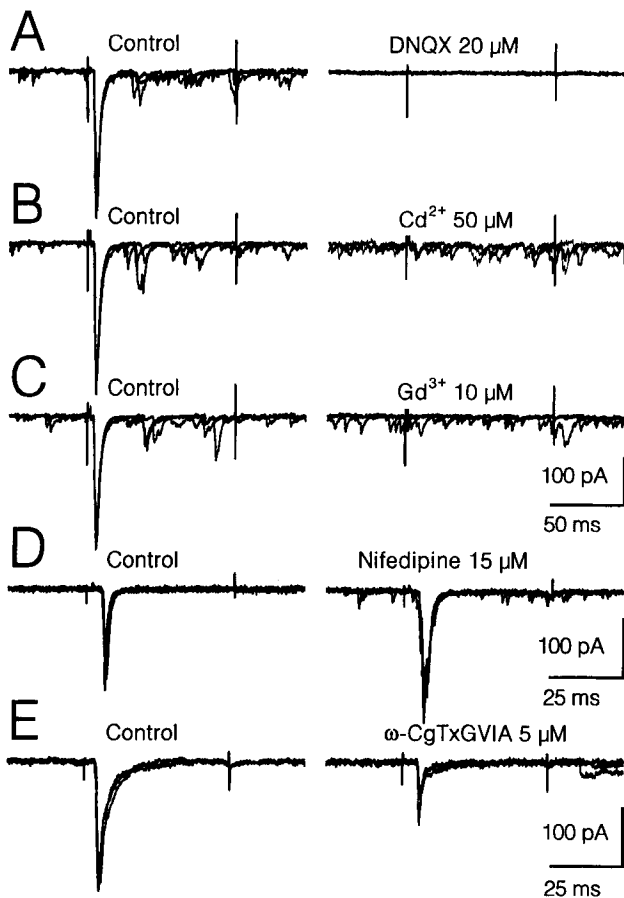 A
Control
DNQX 20 µM
B
Control
Cd²⁺ 50 µM
C
Control
Gd³⁺ 10 µM
100 pA
50 ms
D
Control
Nifedipine 15 µM
100 pA
25 ms
E
Control
ω-CgTxGVIA 5 µM
100 pA
25 ms